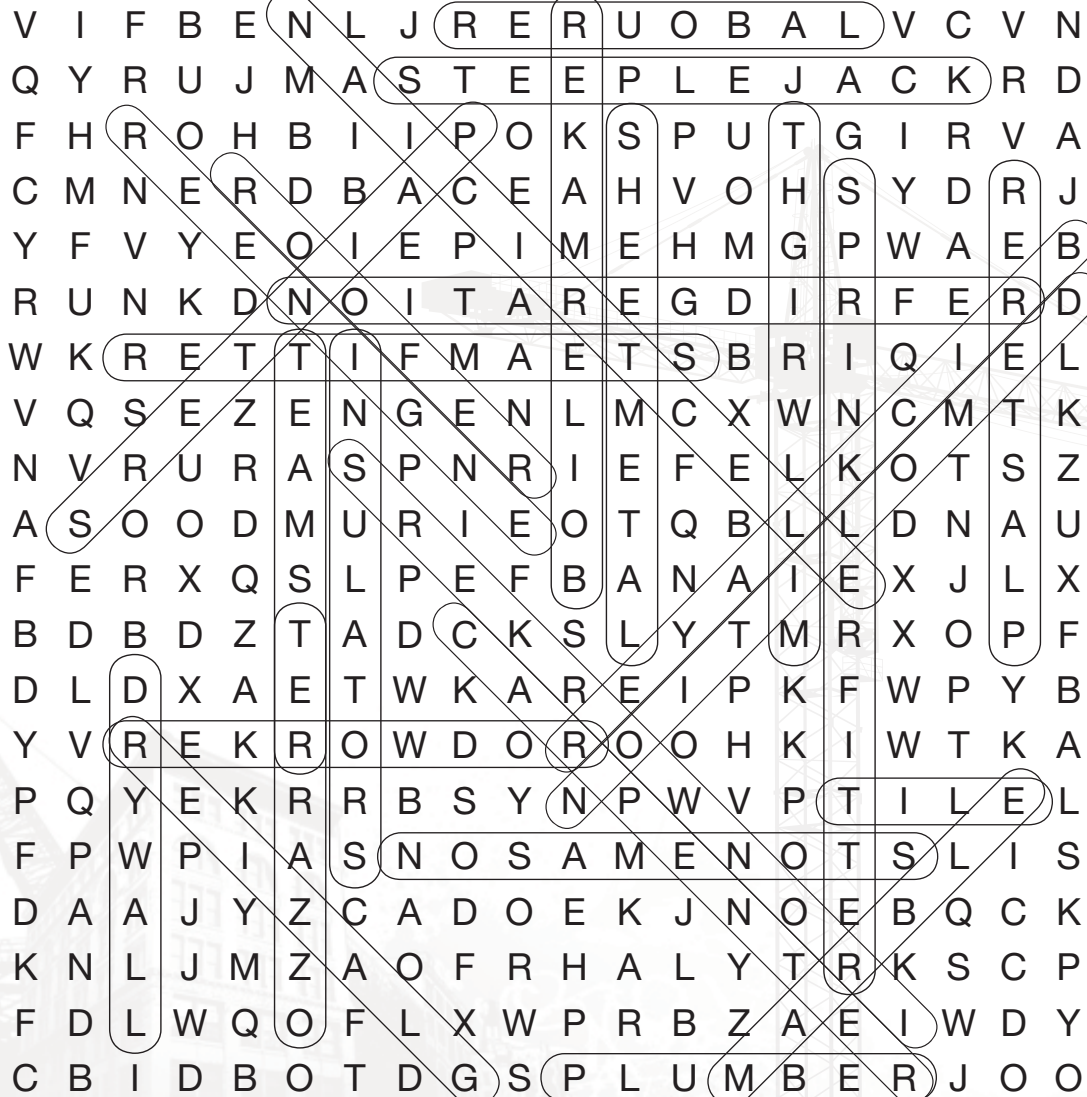 V I F B E N L J R E R U O B A L V C V N
Q Y R U J M A S T E E P L E J A C K R D
F H R O H B I I P O K S P U T G I R V A
C M N E R D B A C E A H V O H S Y D R J
Y F V Y E O I E P I M E H M G P W A E B
R U N K D N O I T A R E G D I R F E R D
W K R E T T I F M A E T S B R I Q I E L
V Q S E Z E N G E N L M C X W N C M T K
N V R U R A S P N R I E F E L K O T S Z
A S O O D M U R I E O T Q B L L D N A U
F E R X Q S L P E F B A N A I E X J L X
B D B D Z T A D C K S L Y T M R X O P F
D L D X A E T W K A R E I P K F W P Y B
Y V R E K R O W D O R O O H K I W T K A
P Q Y E K R R B S Y N P W V P T I L E L
F P W P I A S N O S A M E N O T S L I S
D A A J Y Z C A D O E K J N O E B Q C K
K N L J M Z A O F R H A L Y T R K S C P
F D L W Q O F L X W P R B Z A E I W D Y
C B I D B O T D G S P L U M B E R J O O